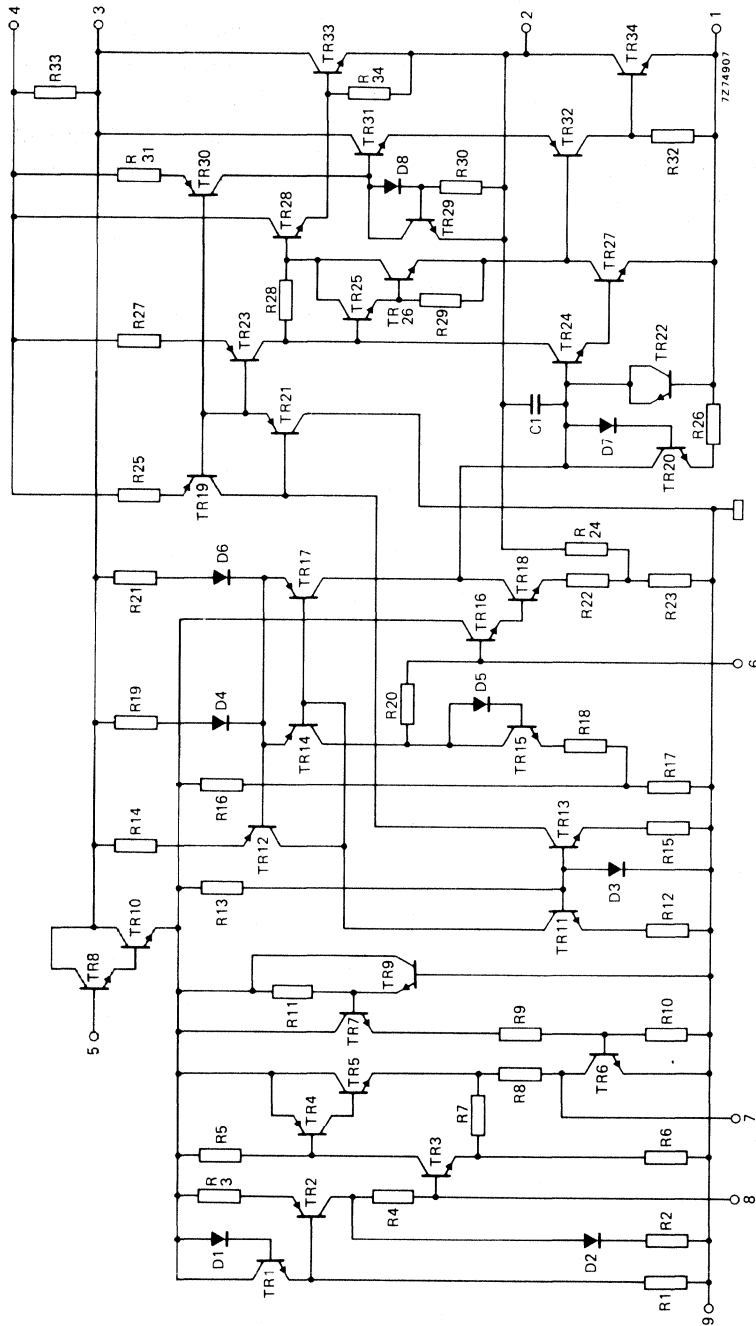 4
3
R33
5
TR8
TR10
R14
R19
R21
R25
R27
R
31
D1
R
3
R5
R13
R16
TR12
D4
D6
TR19
TR23
TR30
TR1
TR2
TR4
TR5
R11
TR9
TR7
TR14
TR17
TR21
R28
TR28
TR33
R
34
R4
TR3
R7
R20
TR16
TR25
TR
26
R29
TR29
D8
R30
TR31
D2
R8
R9
TR11
TR13
D5
TR15
R18
TR18
R22
R
24
C1
TR24
TR27
TR32
2
R1
R2
R6
TR6
R10
R12
D3
R15
R17
R23
D7
TR20
R26
TR22
R32
TR34
9
8
7
6
1
7Z74907